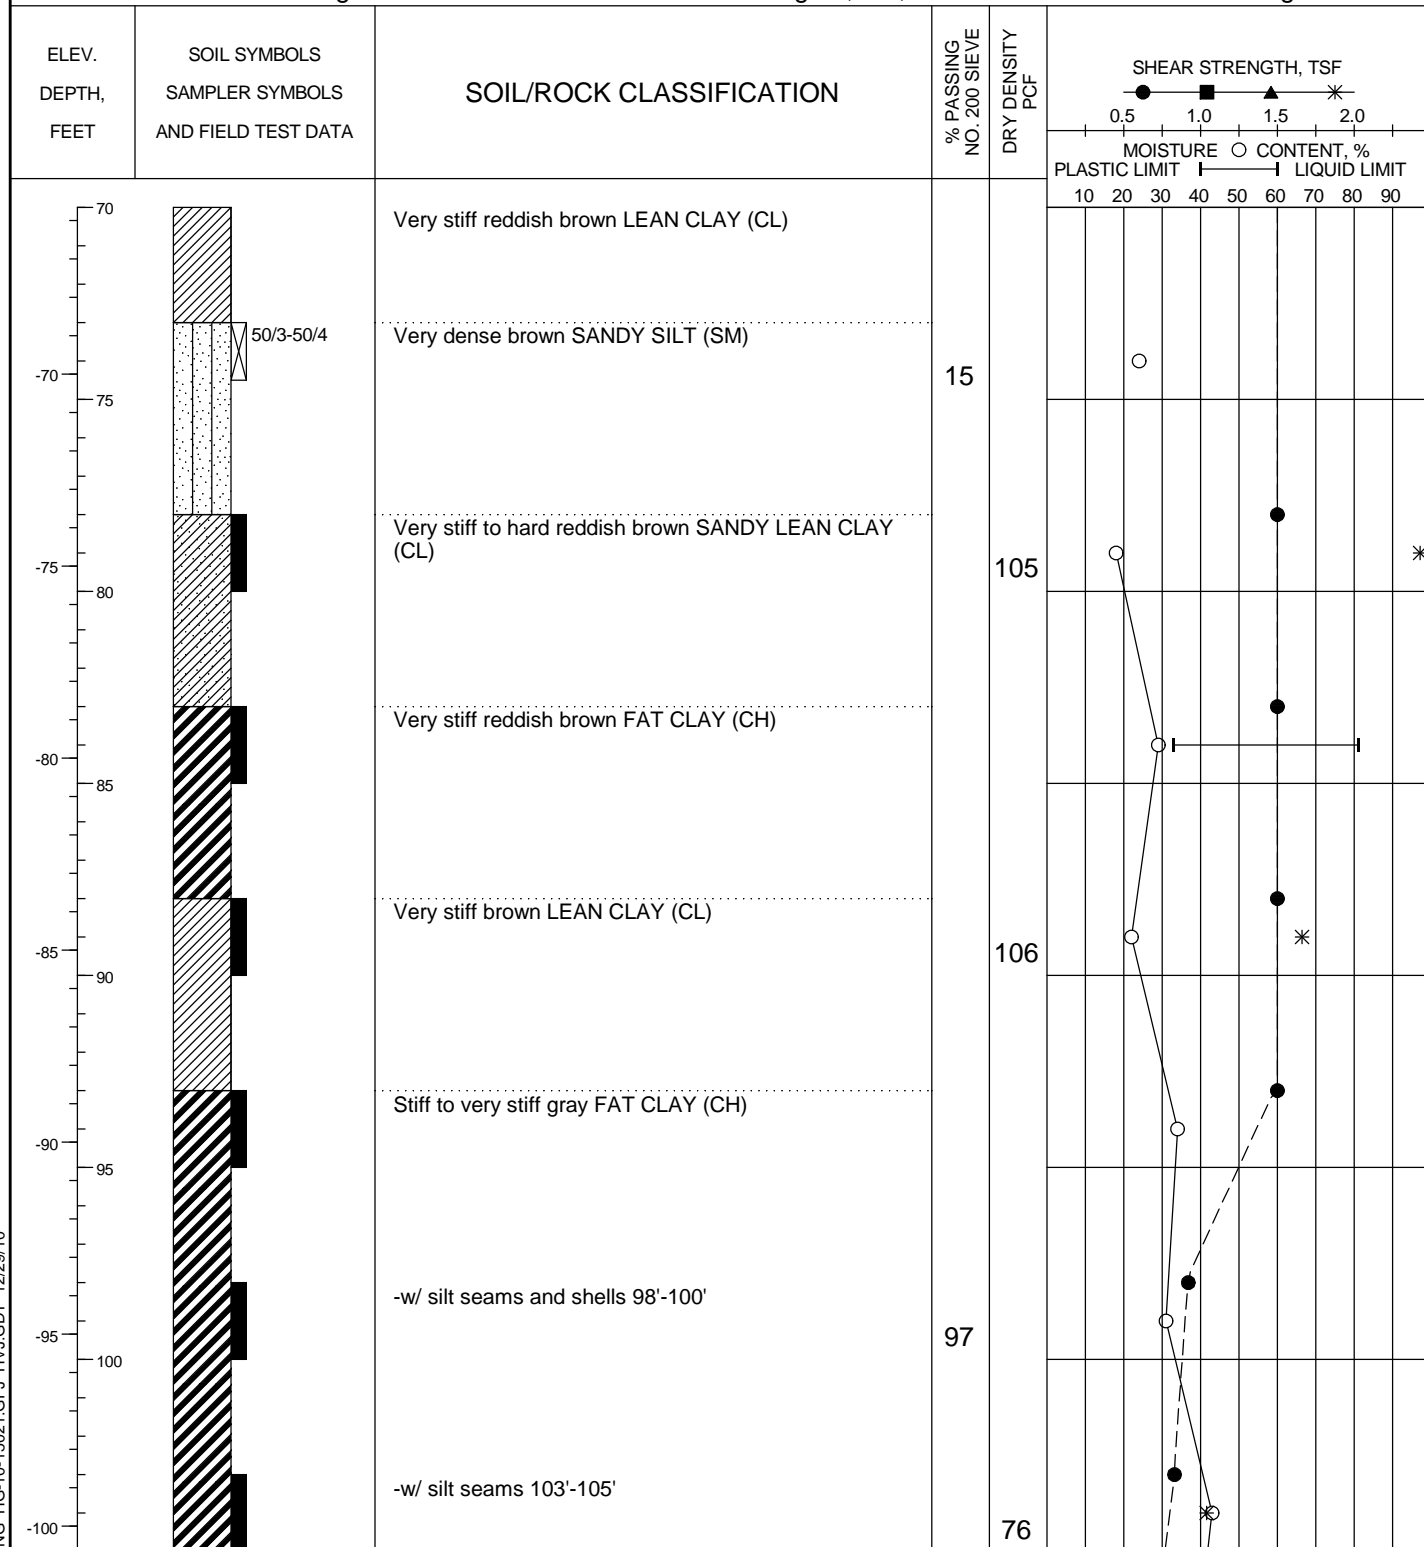 ELEV.
DEPTH,
FEET
SOIL SYMBOLS
SAMPLER SYMBOLS
AND FIELD TEST DATA
SOIL/ROCK CLASSIFICATION
% PASSING
NO. 200 SIEVE
DRY DENSITY
PCF
SHEAR STRENGTH, TSF
0.5 1.0 1.5 2.0
MOISTURE CONTENT, %
PLASTIC LIMIT LIQUID LIMIT
10 20 30 40 50 60 70 80 90
70
Very stiff reddish brown LEAN CLAY (CL)
50/3-50/4
Very dense brown SANDY SILT (SM)
-70
15
75
Very stiff to hard reddish brown SANDY LEAN CLAY
(CL)
-75
105
80
Very stiff reddish brown FAT CLAY (CH)
-80
85
Very stiff brown LEAN CLAY (CL)
-85
106
90
Stiff to very stiff gray FAT CLAY (CH)
-90
95
-w/ silt seams and shells 98'-100'
-95
97
100
-w/ silt seams 103'-105'
-100
76